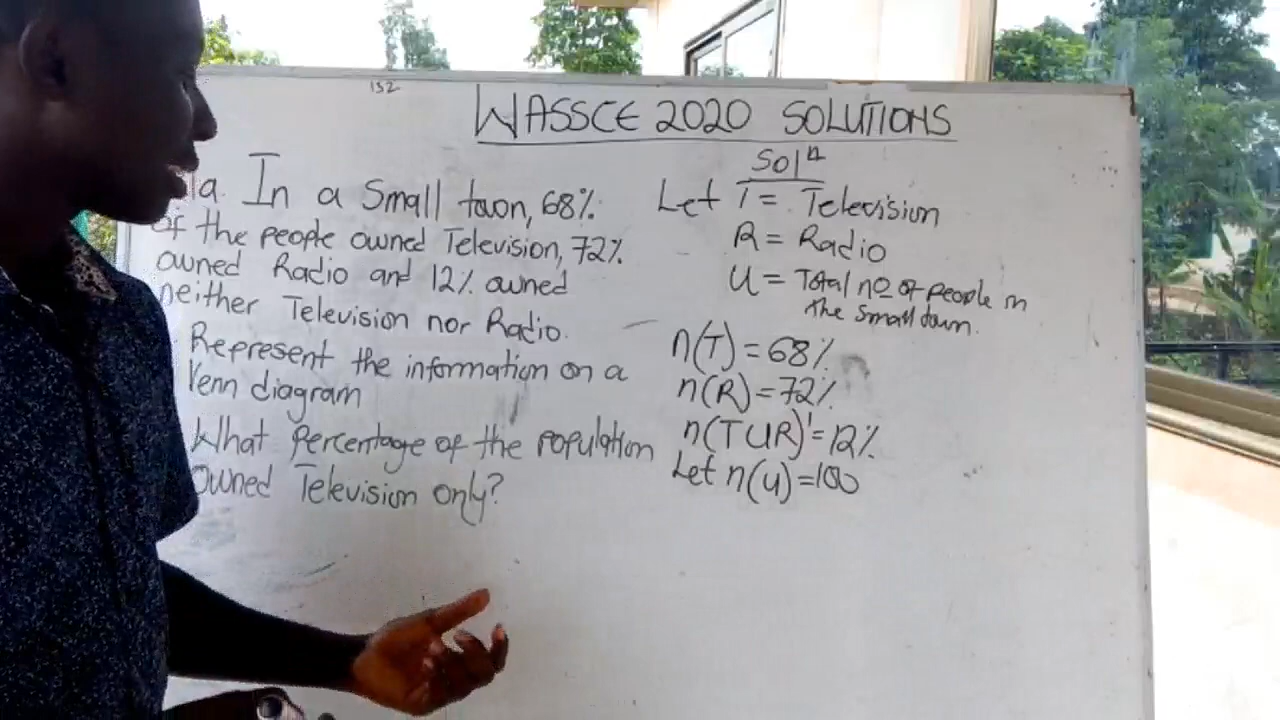 132
WASSCE 2020 SOLUTIONS
1a. In a Small town, 68%
of the people owned Television, 72%
owned Radio and 12% owned
neither Television nor Radio.
Represent the information on a
Venn diagram
What Percentage of the population
owned Television only?
Solⁿ
Let T = Television
R = Radio
U = Total no of people in
the small town.
n(T) = 68%
n(R) = 72%
n(TUR)' = 12%
Let n(U) = 100